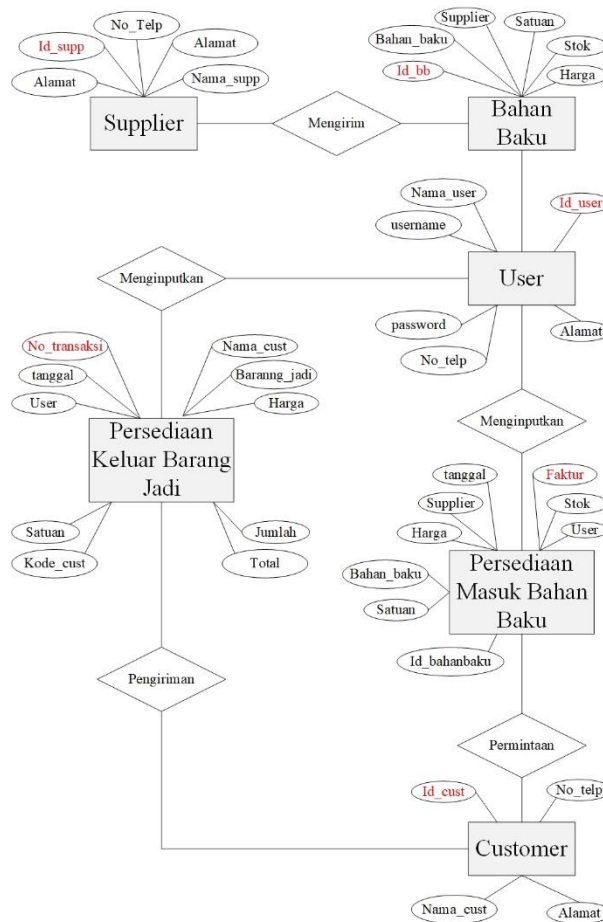 No_Telp
Id_supp
Alamat
Alamat
Nama_supp
Supplier
Mengirim
Supplier
Satuan
Bahan_baku
Stok
Id_bb
Harga
Bahan
Baku
Nama_user
Id_user
username
User
password
Alamat
No_telp
Menginputkan
No_transaksi
Nama_cust
tanggal
Baranng_jadi
User
Harga
Persediaan
Keluar Barang
Jadi
Satuan
Jumlah
Kode_cust
Total
Menginputkan
tanggal
Faktur
Supplier
Stok
Harga
User
Bahan_baku
Satuan
Persediaan
Masuk Bahan
Baku
Id_bahanbaku
Pengiriman
Permintaan
Id_cust
No_telp
Customer
Nama_cust
Alamat